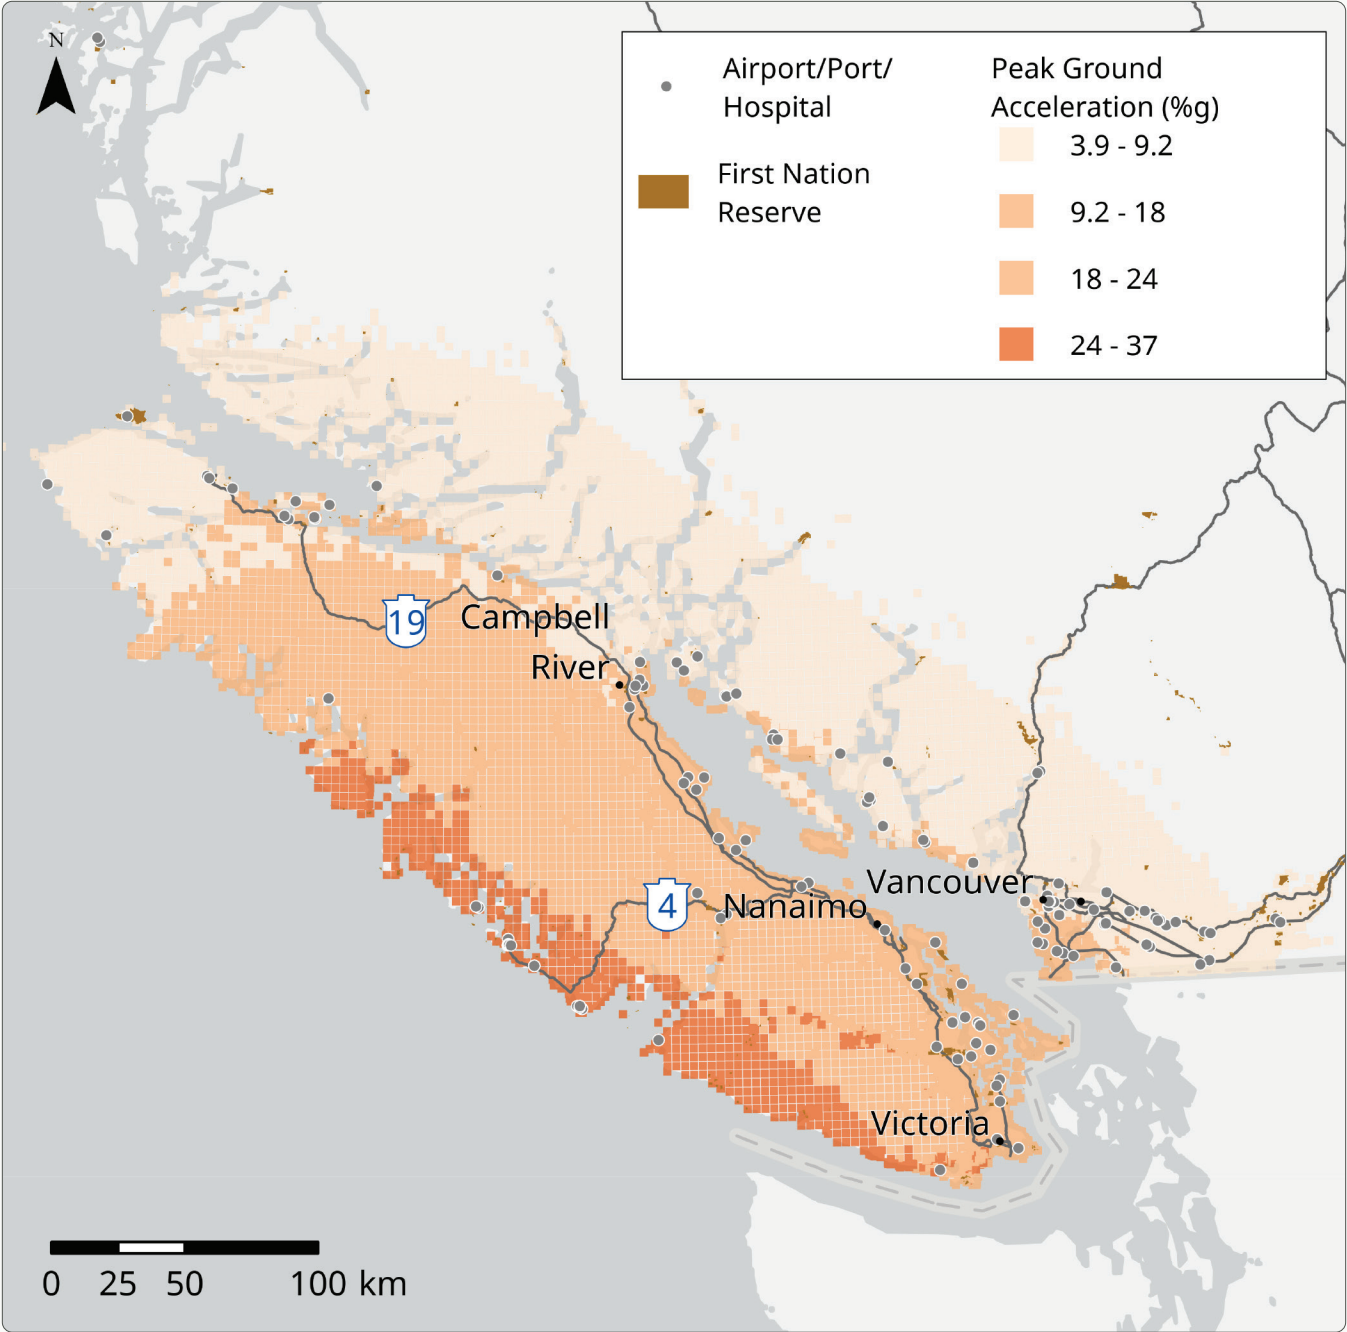 N
Airport/Port/
Hospital
First Nation
Reserve
Peak Ground
Acceleration (%g)
3.9 - 9.2
9.2 - 18
18 - 24
24 - 37
19
Campbell
River
4
Nanaimo
Vancouver
Victoria
0 25 50 100 km